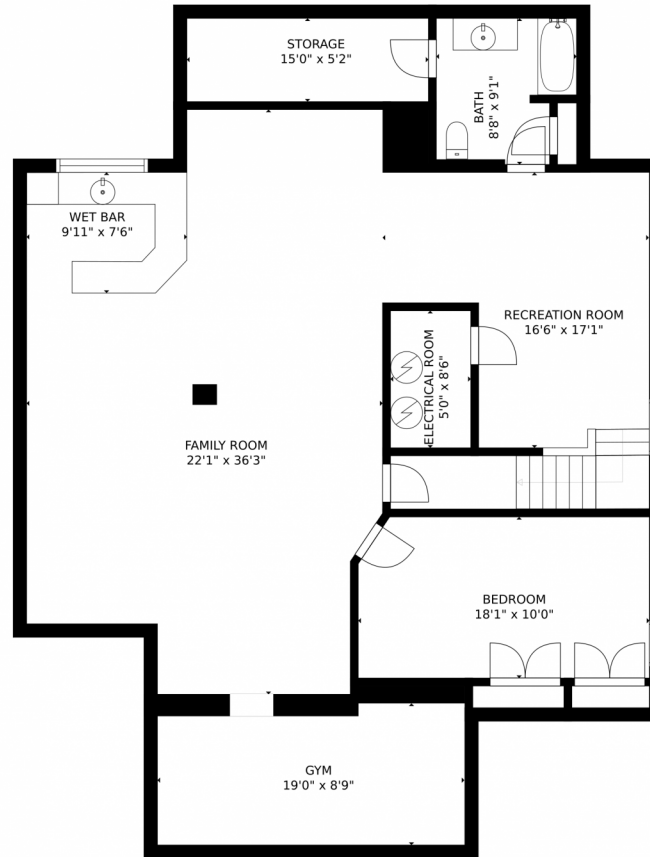 STORAGE
15'0" x 5'2"
BATH
8'8" x 9'1"
WET BAR
9'11" x 7'6"
RECREATION ROOM
16'6" x 17'1"
ELECTRICAL ROOM
5'0" x 8'6"
FAMILY ROOM
22'1" x 36'3"
BEDROOM
18'1" x 10'0"
GYM
19'0" x 8'9"